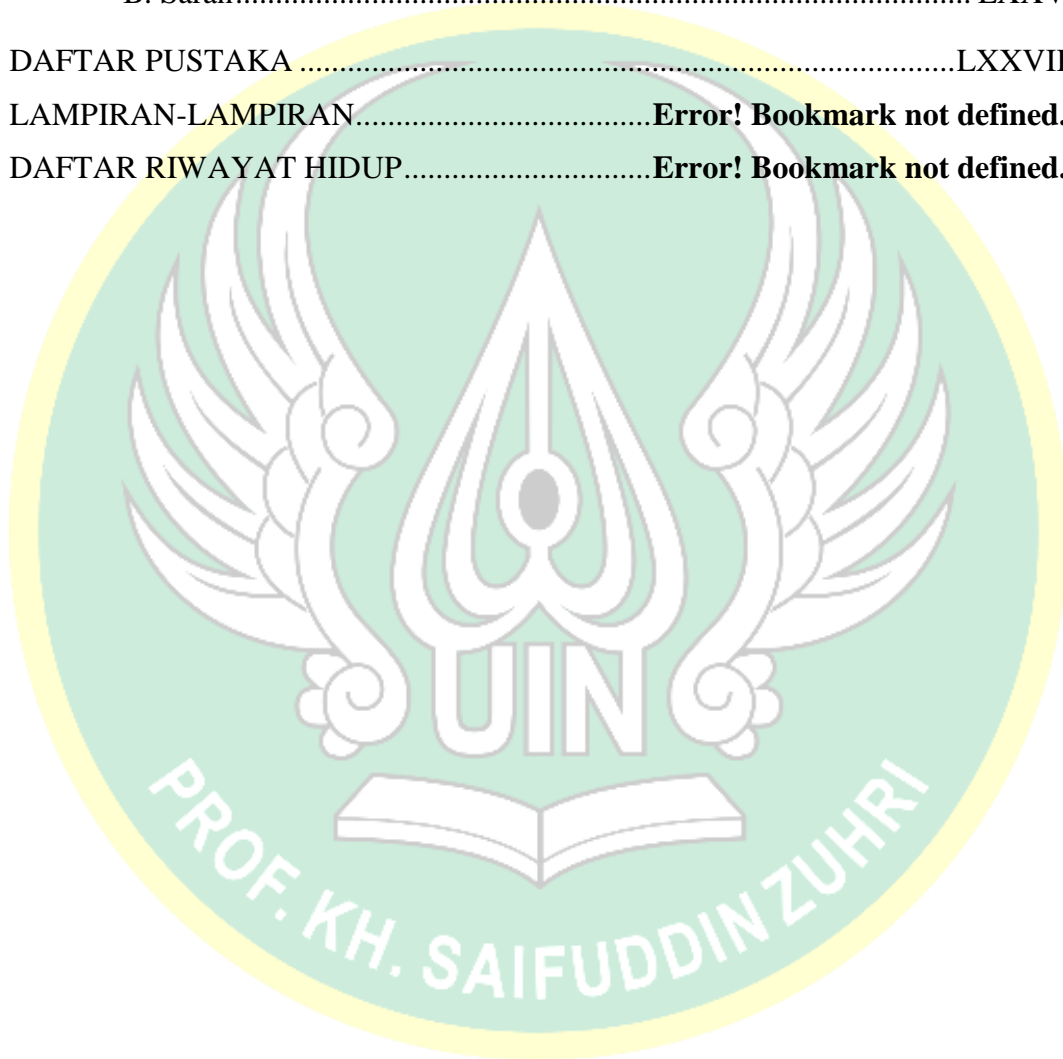 Saran
DAFTAR PUSTAKA ........................................................................................LXXVII
LAMPIRAN-LAMPIRAN.......................................Error! Bookmark not defined.
DAFTAR RIWAYAT HIDUP.................................Error! Bookmark not defined.
UIN
PROF. KH. SAIFUDDIN ZUHRI